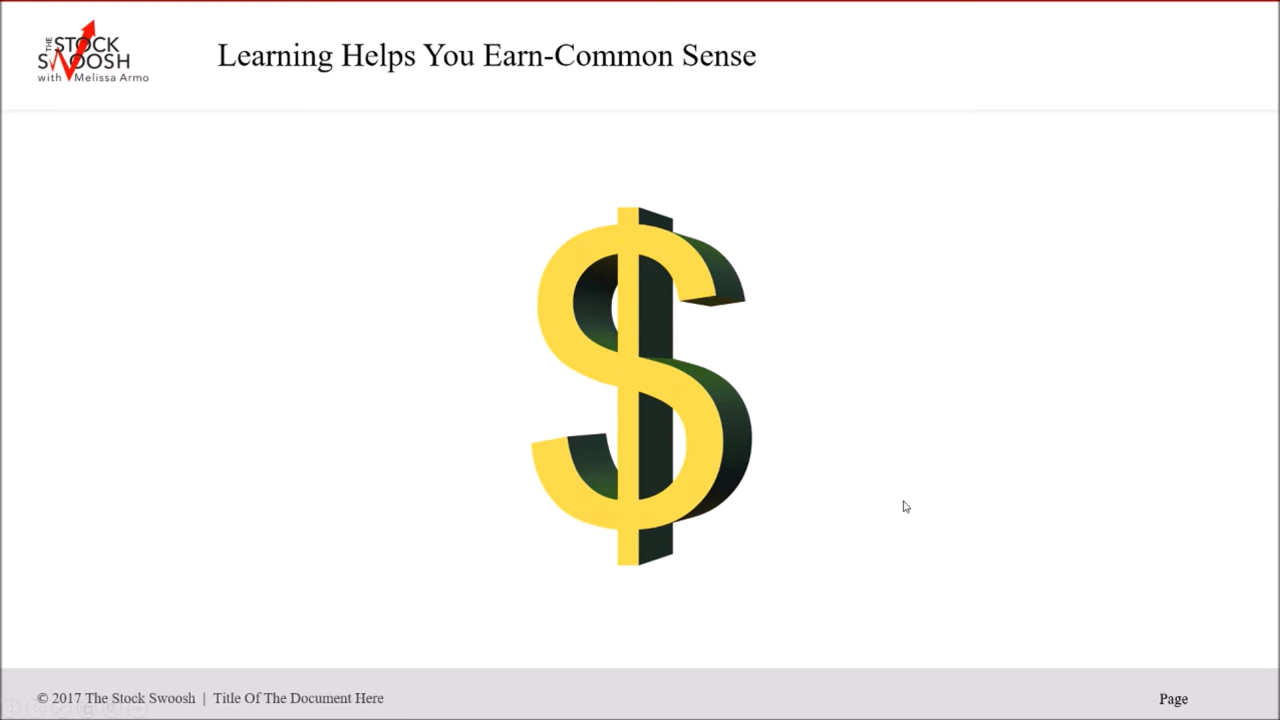 THE
STOCK
SWOOSH
with Melissa Armo
Learning Helps You Earn-Common Sense
© 2017 The Stock Swoosh | Title Of The Document Here
Page